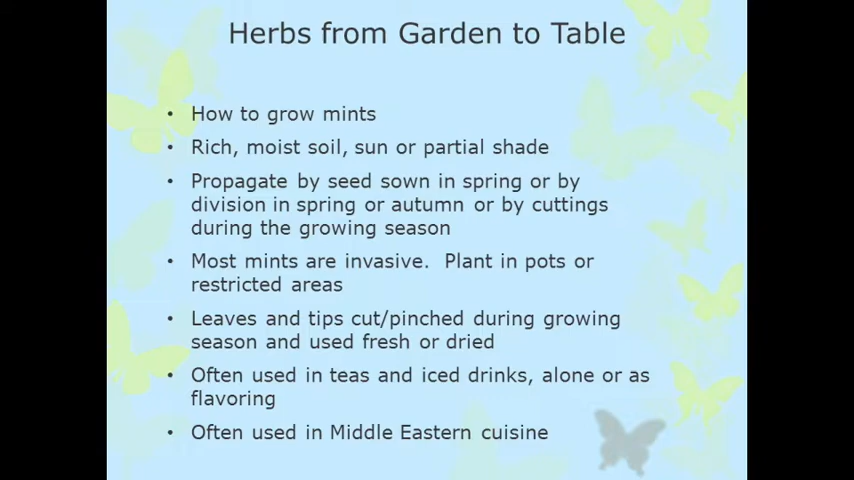 Herbs from Garden to Table
• How to grow mints
• Rich, moist soil, sun or partial shade
• Propagate by seed sown in spring or by
division in spring or autumn or by cuttings
during the growing season
• Most mints are invasive.  Plant in pots or
restricted areas
• Leaves and tips cut/pinched during growing
season and used fresh or dried
• Often used in teas and iced drinks, alone or as
flavoring
• Often used in Middle Eastern cuisine